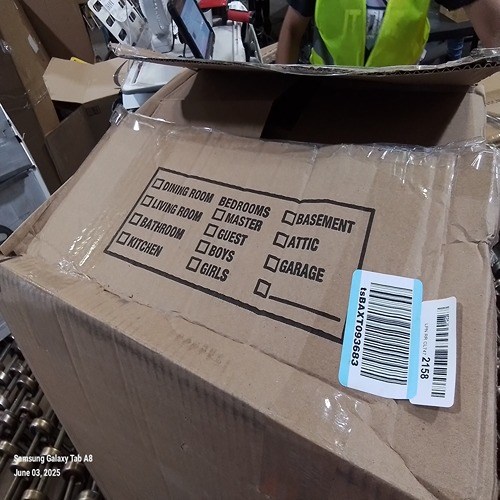 DINING ROOM
LIVING ROOM
BATHROOM
KITCHEN
BEDROOMS
MASTER
GUEST
BOYS
GIRLS
BASEMENT
ATTIC
GARAGE
tsBAXT093683
2158
Samsung Galaxy Tab A8
June 03, 2025